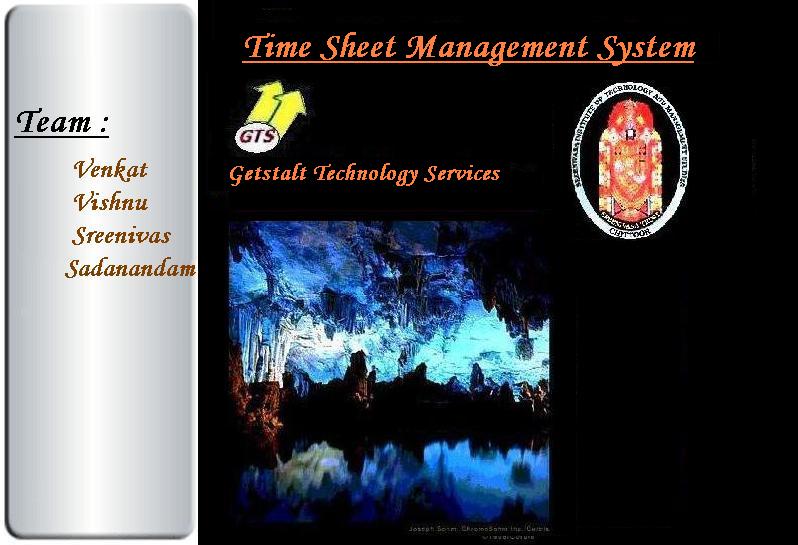 Time Sheet Management System
Team :
Venkat
Vishnu
Sreenivas
Sadanandam
GTS
Getstalt Technology Services
SREENIVASA INSTITUTE OF TECHNOLOGY AND MANAGEMENT STUDIES
CHITTOOR
Joseph Sohm; ChromoSohm Inc./Corbis